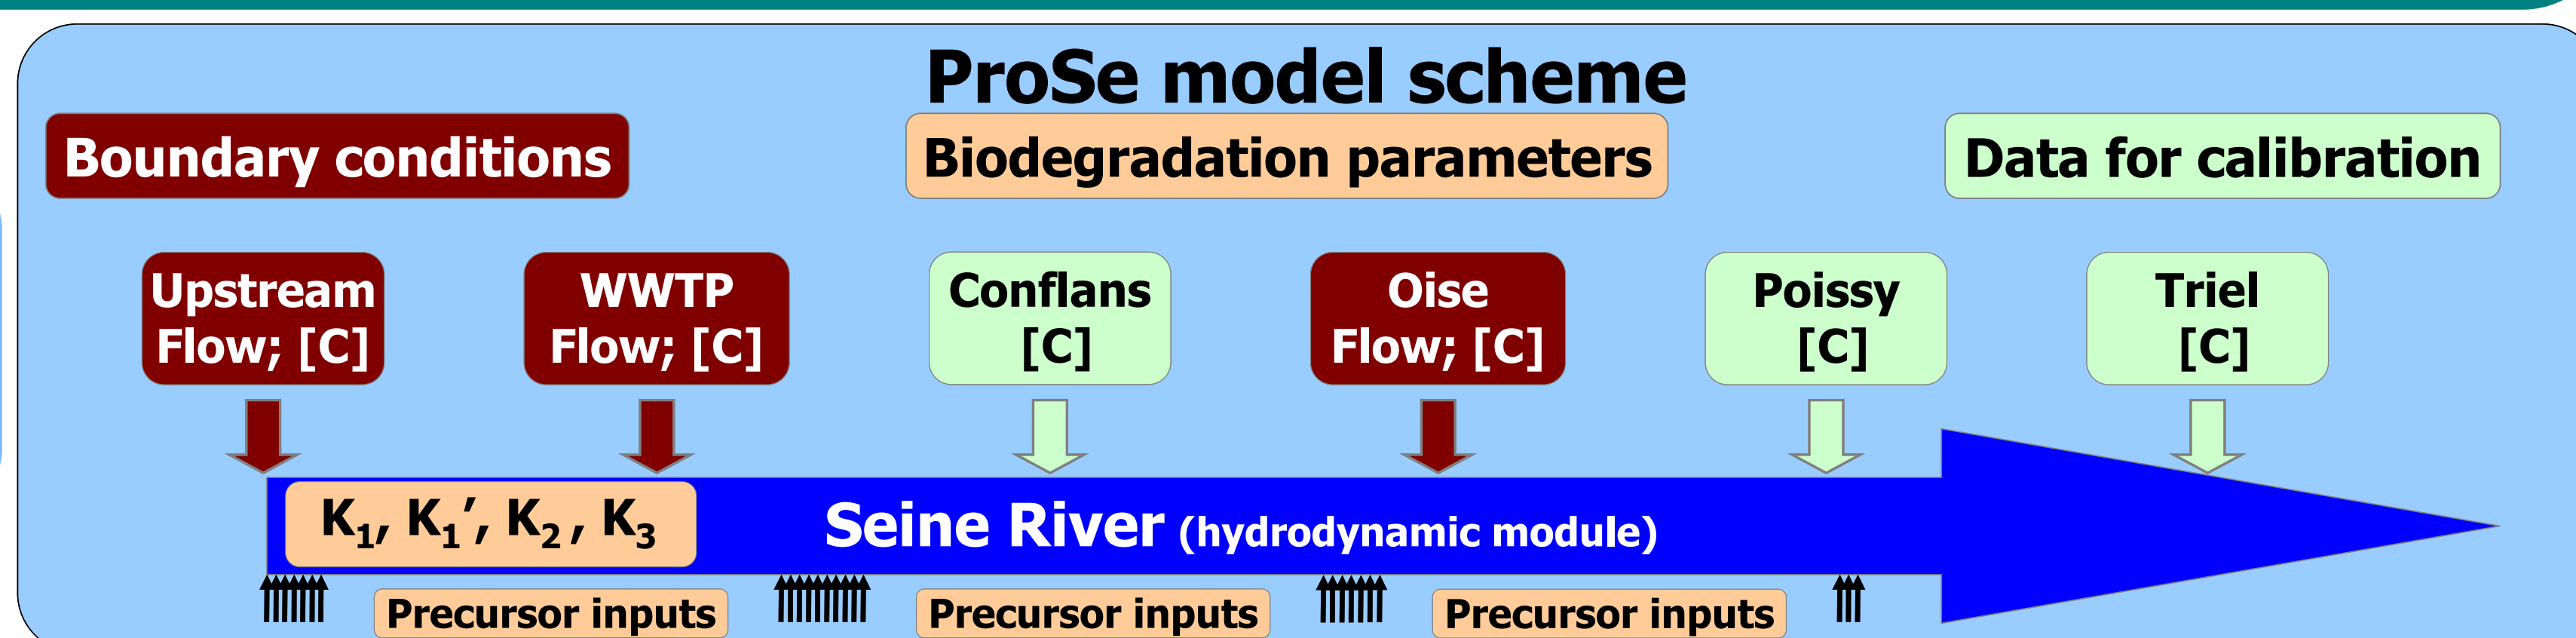 ProSe model scheme
Boundary conditions
Biodegradation parameters
Data for calibration
Upstream
Flow; [C]
WWTP
Flow; [C]
Conflans
[C]
Oise
Flow; [C]
Poissy
[C]
Triel
[C]
K₁, K₁’, K₂ , K₃
Seine River (hydrodynamic module)
Precursor inputs
Precursor inputs
Precursor inputs